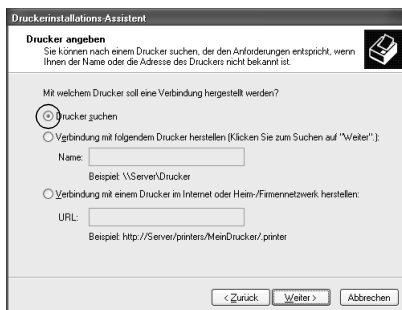 Druckerinstallations-Assistent
Drucker angeben
Sie können nach einem Drucker suchen, der den Anforderungen entspricht, wenn
Ihnen der Name oder die Adresse des Druckers nicht bekannt ist.
Mit welchem Drucker soll eine Verbindung hergestellt werden?
Drucker suchen
Verbindung mit folgendem Drucker herstellen (Klicken Sie zum Suchen auf "Weiter".):
Name:
Beispiel: \\Server\Drucker
Verbindung mit einem Drucker im Internet oder Heim-/Firmennetzwerk herstellen:
URL:
Beispiel: http://Server/printers/MeinDrucker/.printer
< Zurück Weiter > Abbrechen